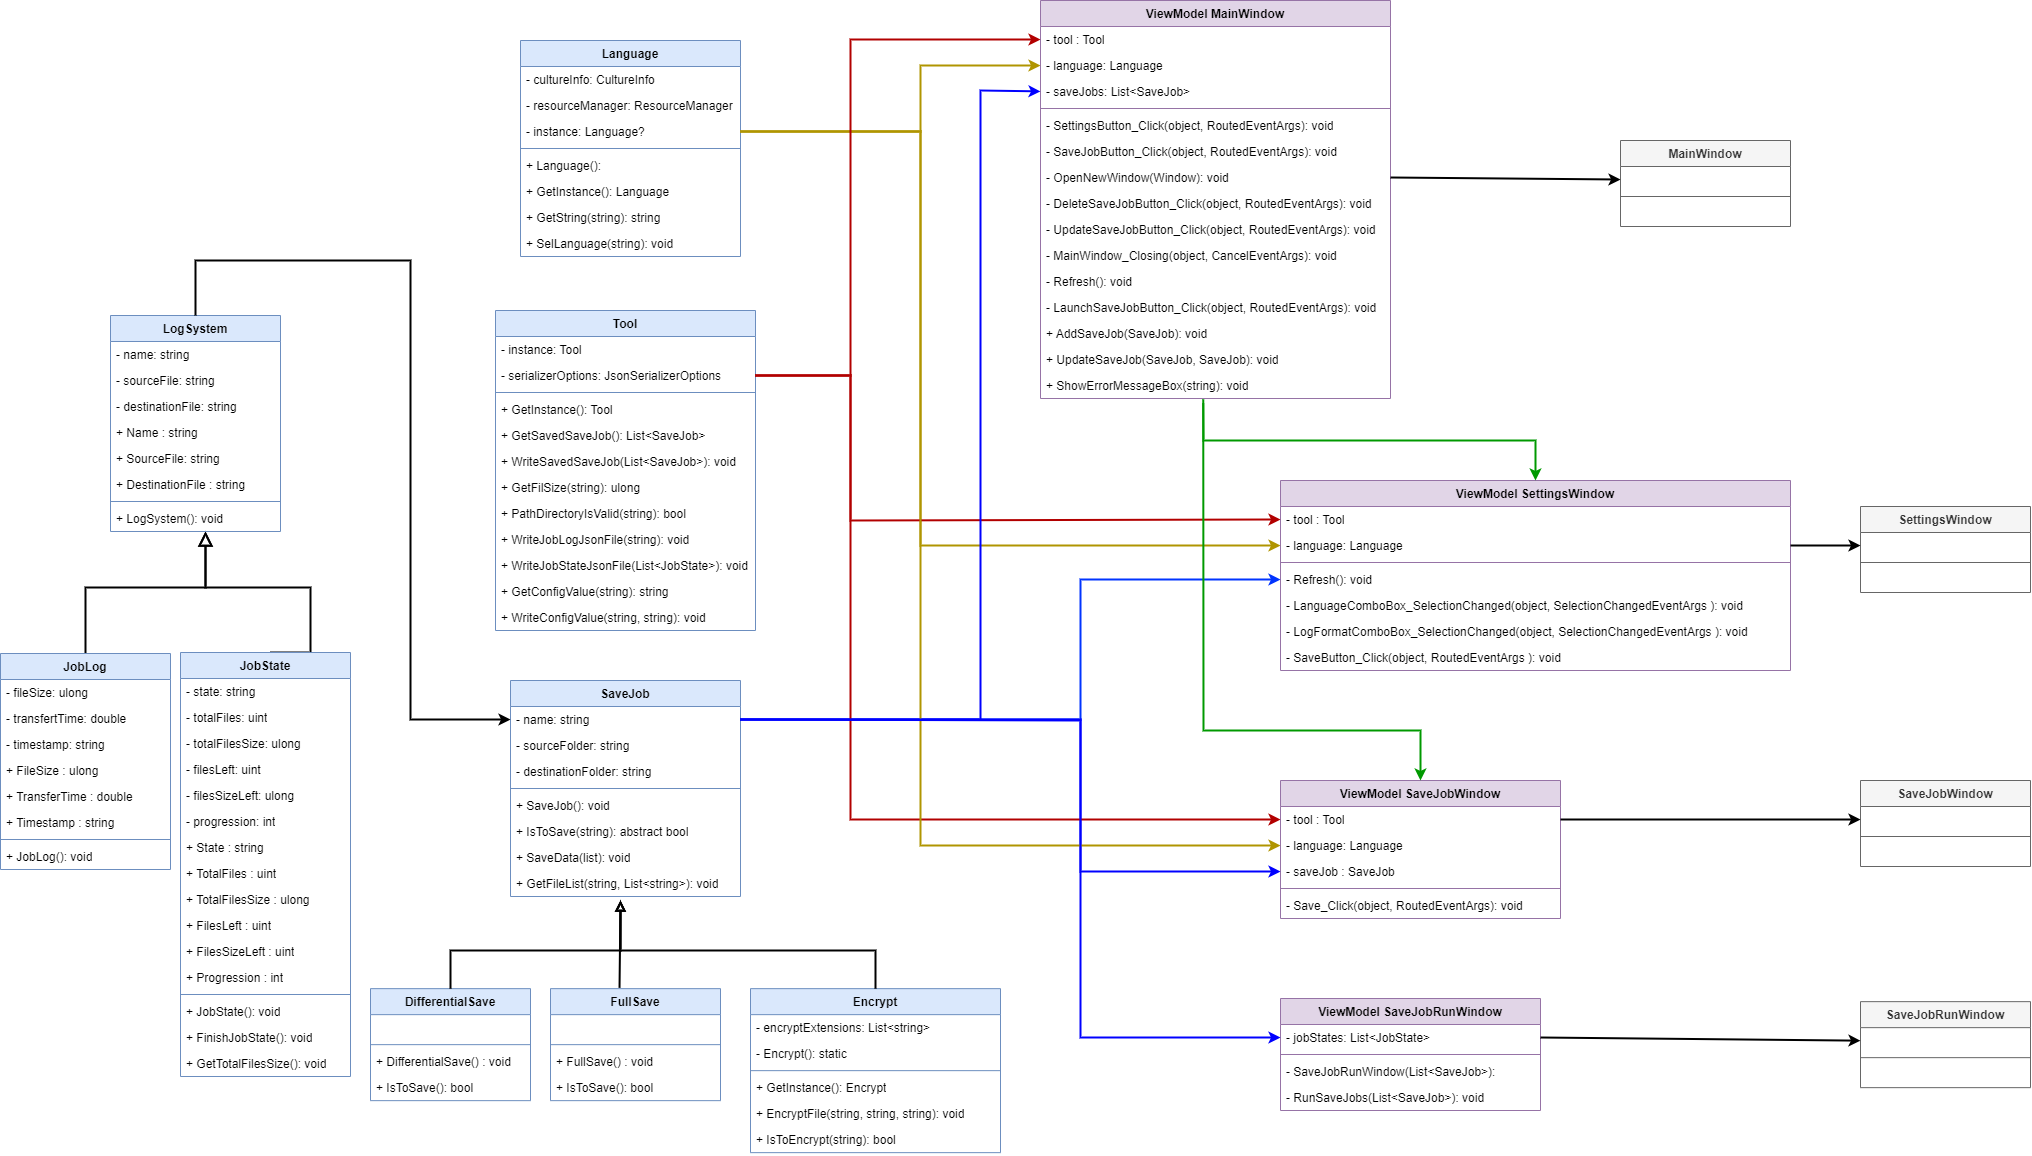 ViewModel MainWindow
- tool : Tool
- language: Language
- saveJobs: List<SaveJob>
- SettingsButton_Click(object, RoutedEventArgs): void
- SaveJobButton_Click(object, RoutedEventArgs): void
- OpenNewWindow(Window): void
- DeleteSaveJobButton_Click(object, RoutedEventArgs): void
- UpdateSaveJobButton_Click(object, RoutedEventArgs): void
- MainWindow_Closing(object, CancelEventArgs): void
- Refresh(): void
- LaunchSaveJobButton_Click(object, RoutedEventArgs): void
+ AddSaveJob(SaveJob): void
+ UpdateSaveJob(SaveJob, SaveJob): void
+ ShowErrorMessageBox(string): void
Language
- cultureInfo: CultureInfo
- resourceManager: ResourceManager
- instance: Language?
+ Language():
+ GetInstance(): Language
+ GetString(string): string
+ SelLanguage(string): void
MainWindow
LogSystem
- name: string
- sourceFile: string
- destinationFile: string
+ Name : string
+ SourceFile: string
+ DestinationFile : string
+ LogSystem(): void
Tool
- instance: Tool
- serializerOptions: JsonSerializerOptions
+ GetInstance(): Tool
+ GetSavedSaveJob(): List<SaveJob>
+ WriteSavedSaveJob(List<SaveJob>): void
+ GetFilSize(string): ulong
+ PathDirectoryIsValid(string): bool
+ WriteJobLogJsonFile(string): void
+ WriteJobStateJsonFile(List<JobState>): void
+ GetConfigValue(string): string
+ WriteConfigValue(string, string): void
ViewModel SettingsWindow
- tool : Tool
- language: Language
- Refresh(): void
- LanguageComboBox_SelectionChanged(object, SelectionChangedEventArgs ): void
- LogFormatComboBox_SelectionChanged(object, SelectionChangedEventArgs ): void
- SaveButton_Click(object, RoutedEventArgs ): void
SettingsWindow
JobLog
- fileSize: ulong
- transfertTime: double
- timestamp: string
+ FileSize : ulong
+ TransferTime : double
+ Timestamp : string
+ JobLog(): void
JobState
- state: string
- totalFiles: uint
- totalFilesSize: ulong
- filesLeft: uint
- filesSizeLeft: ulong
- progression: int
+ State : string
+ TotalFiles : uint
+ TotalFilesSize : ulong
+ FilesLeft : uint
+ FilesSizeLeft : uint
+ Progression : int
+ JobState(): void
+ FinishJobState(): void
+ GetTotalFilesSize(): void
SaveJob
- name: string
- sourceFolder: string
- destinationFolder: string
+ SaveJob(): void
+ IsToSave(string): abstract bool
+ SaveData(list): void
+ GetFileList(string, List<string>): void
ViewModel SaveJobWindow
- tool : Tool
- language: Language
- saveJob : SaveJob
- Save_Click(object, RoutedEventArgs): void
SaveJobWindow
DifferentialSave
+ DifferentialSave() : void
+ IsToSave(): bool
FullSave
+ FullSave() : void
+ IsToSave(): bool
Encrypt
- encryptExtensions: List<string>
- Encrypt(): static
+ GetInstance(): Encrypt
+ EncryptFile(string, string, string): void
+ IsToEncrypt(string): bool
ViewModel SaveJobRunWindow
- jobStates: List<JobState>
- SaveJobRunWindow(List<SaveJob>):
- RunSaveJobs(List<SaveJob>): void
SaveJobRunWindow